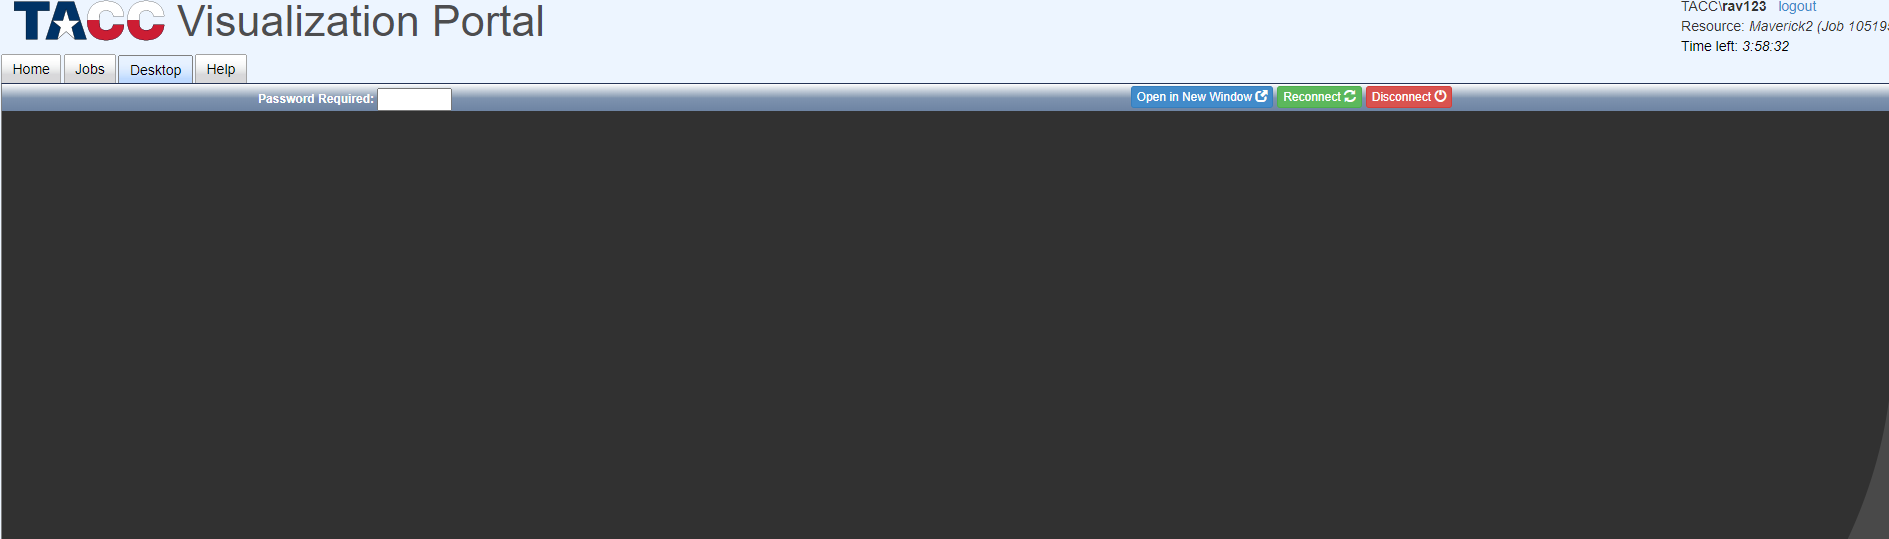 TACC Visualization Portal
TACC\rav123 logout
Resource: Maverick2 (Job 105195
Time left: 3:58:32
Home Jobs Desktop Help
Password Required:
Open in New Window Reconnect Disconnect